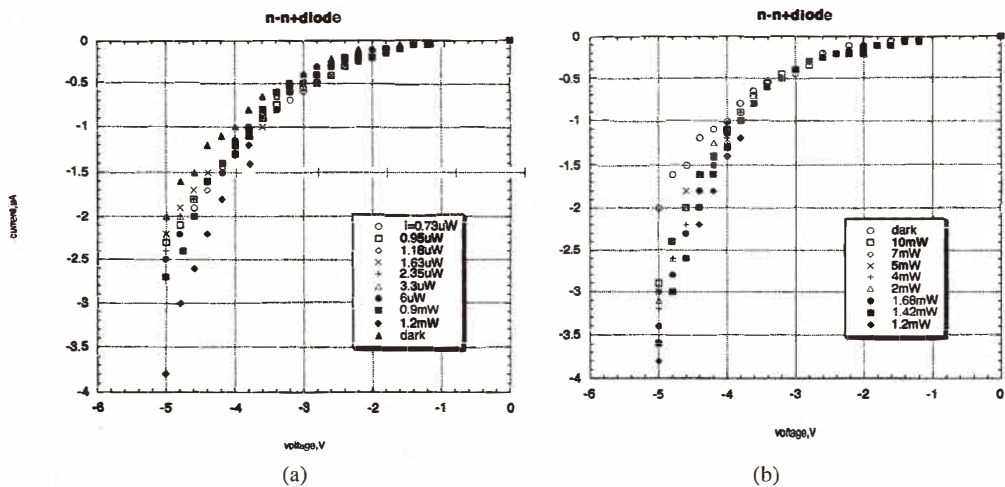 n-n+diode
0
-0.5
-1
-1.5
-2
-2.5
-3
-3.5
-4
-6
-5
-4
-3
-2
-1
0
current,uA
voltage,V
i=0.73uW
0.95uW
1.18uW
1.63uW
2.35uW
3.3uW
6uW
0.9mW
1.2mW
dark
(a)
n-n+diode
0
-0.5
-1
-1.5
-2
-2.5
-3
-3.5
-4
-6
-5
-4
-3
-2
-1
0
voltage,V
dark
10mW
7mW
5mW
4mW
2mW
1.68mW
1.42mW
1.2mW
(b)